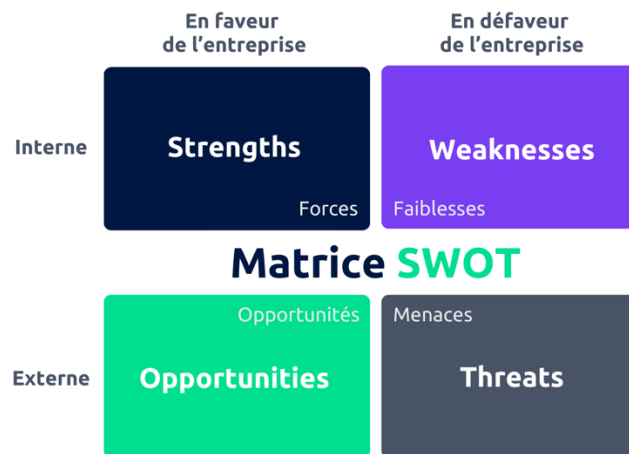 En faveur
de l'entreprise
En défaveur
de l'entreprise
Interne
Strengths
Forces
Weaknesses
Faiblesses
Matrice SWOT
Externe
Opportunités
Opportunities
Menaces
Threats